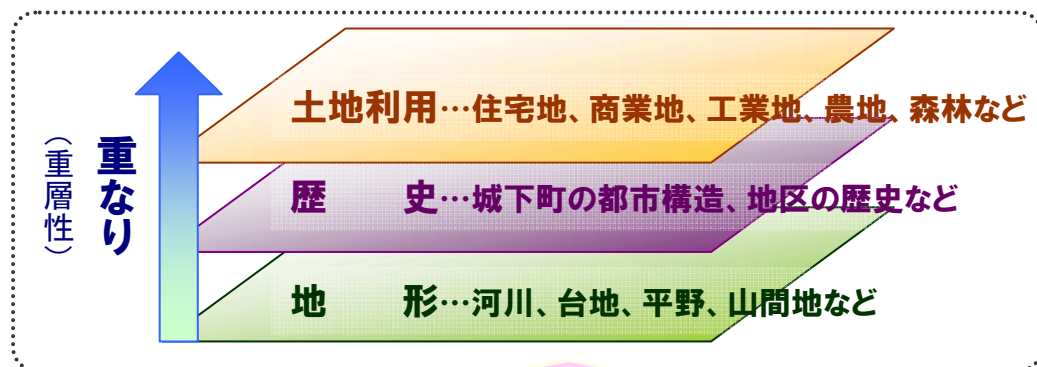 重なり
（重層性）
土地利用…住宅地、商業地、工業地、農地、森林など
歴　　史…城下町の都市構造、地区の歴史など
地　　形…河川、台地、平野、山間地など